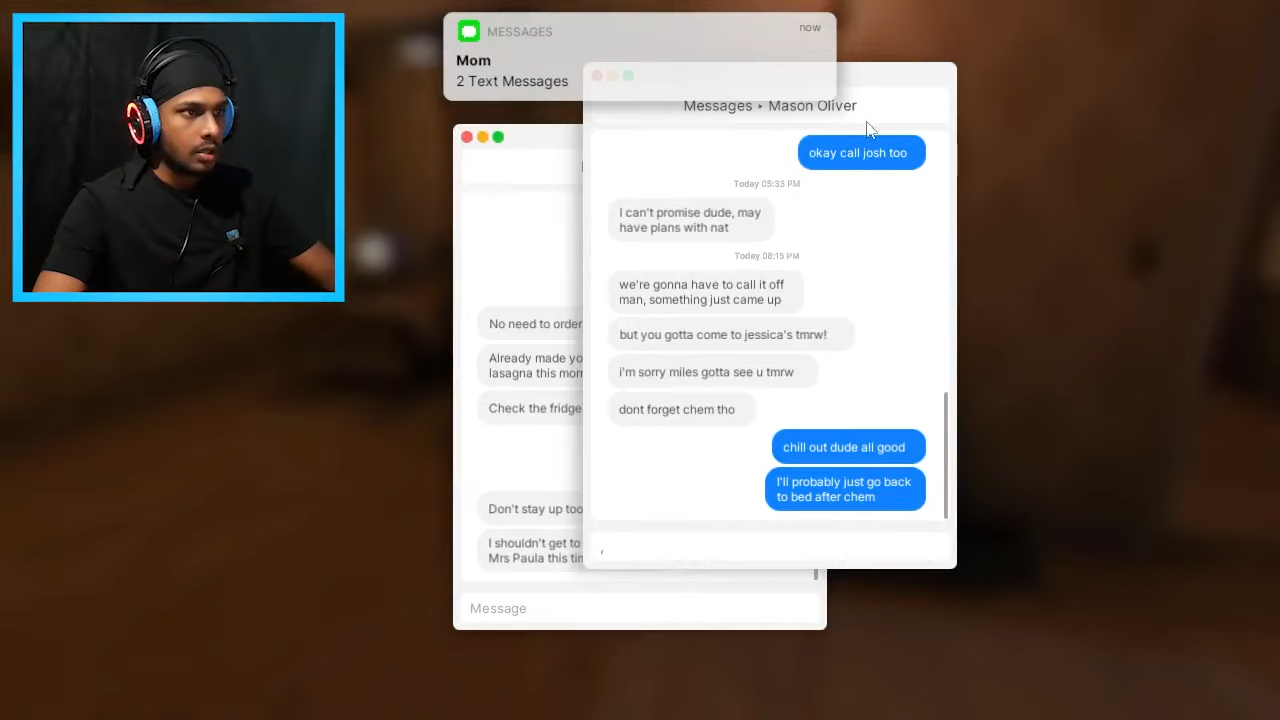 MESSAGES
now
Mom
2 Text Messages
Messages ‣ Mason Oliver
okay call josh too
Today 05:33 PM
I can't promise dude, may
have plans with nat
Today 08:15 PM
we're gonna have to call it off
man, something just came up
but you gotta come to jessica's tmrw!
i'm sorry miles gotta see u tmrw
dont forget chem tho
chill out dude all good
I'll probably just go back
to bed after chem
,
No need to order
Already made yo
lasagna this mor
Check the fridge
Don't stay up too
I shouldn't get to
Mrs Paula this tim
Message